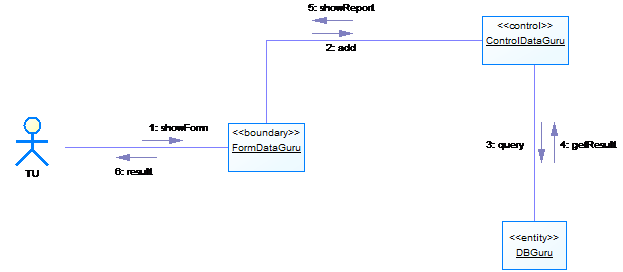 5: showReport
2: add
<<control>>
ControlDataGuru
1: showForm
<<boundary>>
FormDataGuru
6: result
TU
3: query
4: getResult
<<entity>>
DBGuru